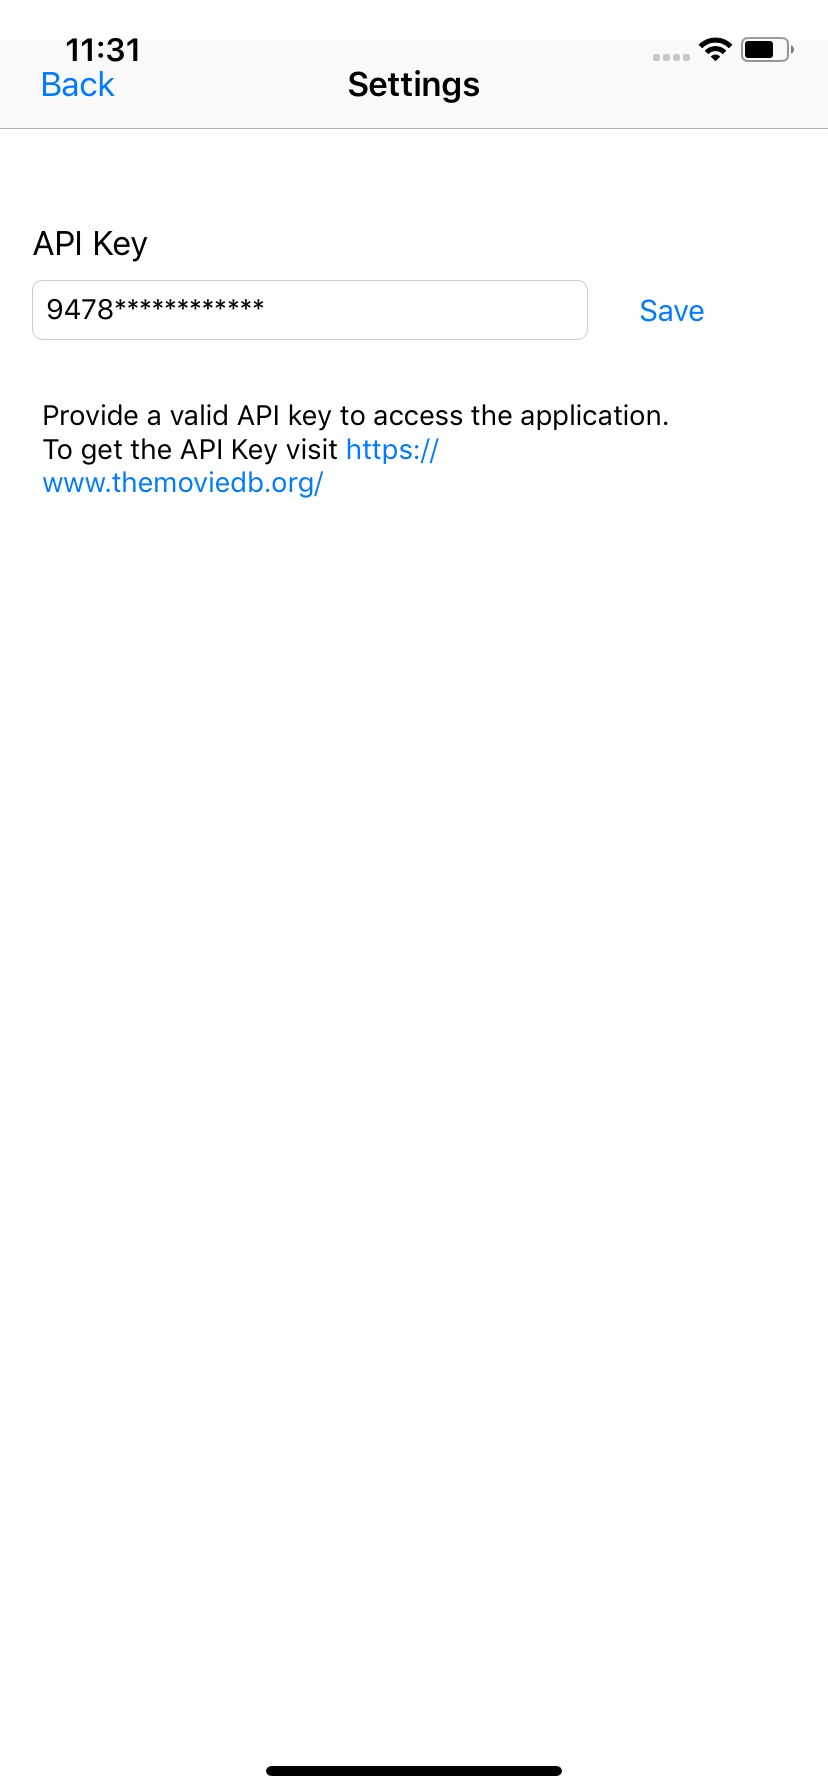 11:31
Back
Settings
API Key
9478************
Save
Provide a valid API key to access the application.
To get the API Key visit https://
www.themoviedb.org/